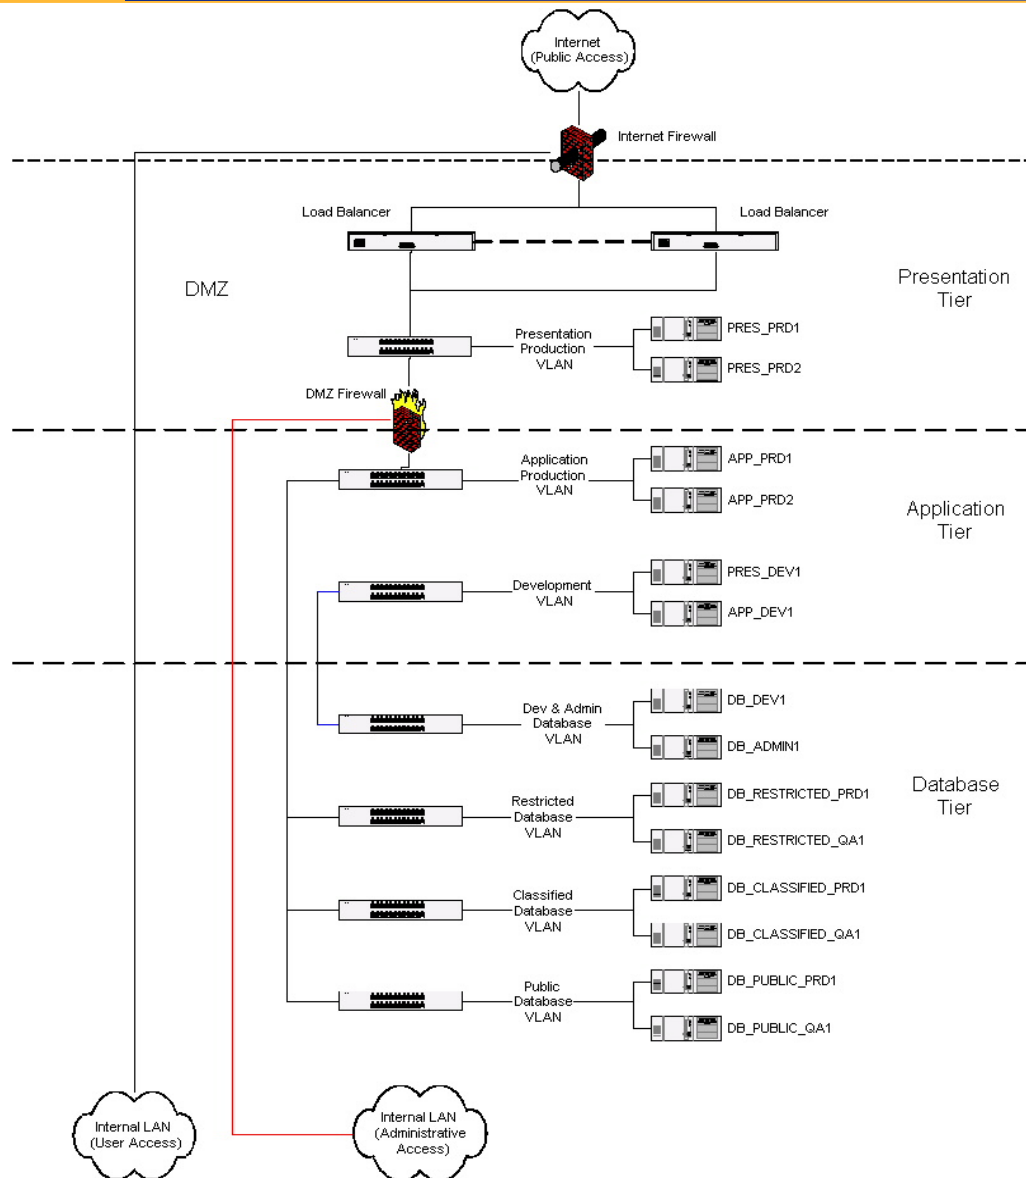 Internet
(Public Access)
Internet Firewall
Load Balancer
Load Balancer
DMZ
Presentation
Tier
Presentation
Production
VLAN
PRES_PRD1
PRES_PRD2
DMZ Firewall
Application
Production
VLAN
APP_PRD1
APP_PRD2
Application
Tier
Development
VLAN
PRES_DEV1
APP_DEV1
Dev & Admin
Database
VLAN
DB_DEV1
DB_ADMIN1
Database
Tier
Restricted
Database
VLAN
DB_RESTRICTED_PRD1
DB_RESTRICTED_QA1
Classified
Database
VLAN
DB_CLASSIFIED_PRD1
DB_CLASSIFIED_QA1
Public
Database
VLAN
DB_PUBLIC_PRD1
DB_PUBLIC_QA1
Internal LAN
(User Access)
Internal LAN
(Administrative
Access)